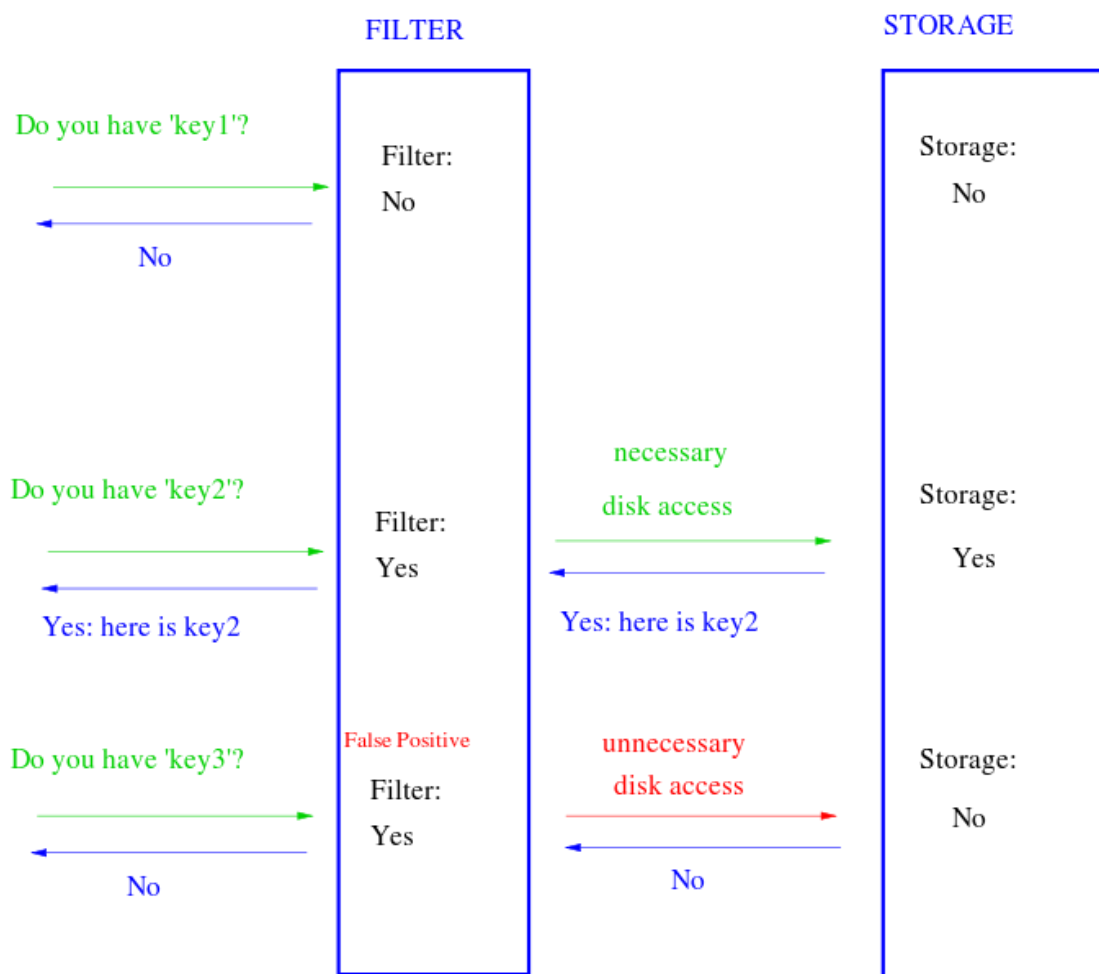 FILTER
STORAGE
Do you have 'key1'?
Filter:
No
Storage:
No
No
necessary
disk access
Do you have 'key2'?
Filter:
Yes
Storage:
Yes
Yes: here is key2
Yes: here is key2
False Positive
unnecessary
disk access
Do you have 'key3'?
Filter:
Yes
Storage:
No
No
No